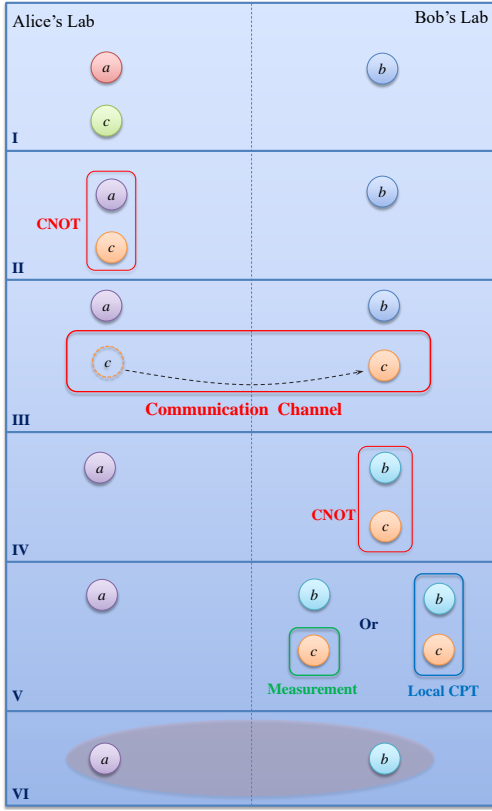 Alice's Lab Bob's Lab
a b
c
I
a b
CNOT
c
II
a b
c c
Communication Channel
III
a b
CNOT
c
IV
a b b
Or
c c
Measurement Local CPT
V
a b
VI